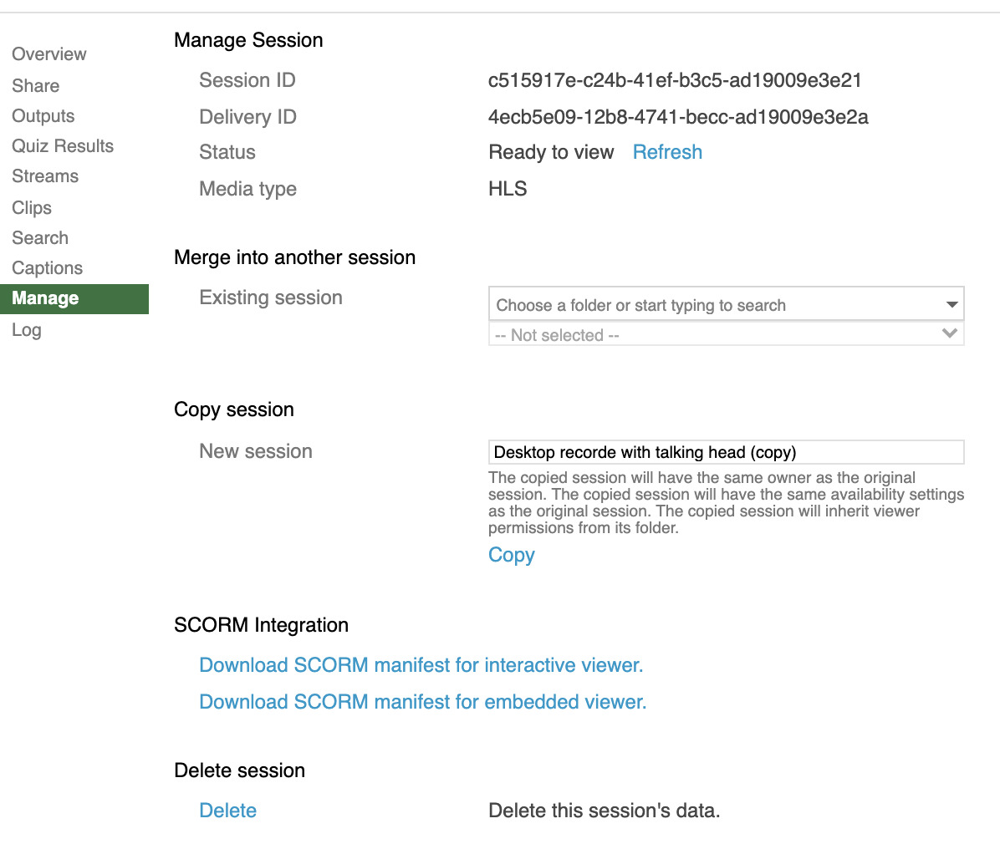 Overview
Share
Outputs
Quiz Results
Streams
Clips
Search
Captions
Manage
Log
Manage Session
Session ID c515917e-c24b-41ef-b3c5-ad19009e3e21
Delivery ID 4ecb5e09-12b8-4741-becc-ad19009e3e2a
Status Ready to view Refresh
Media type HLS
Merge into another session
Existing session Choose a folder or start typing to search
-- Not selected --
Copy session
New session Desktop recorde with talking head (copy)
The copied session will have the same owner as the original
session. The copied session will have the same availability settings
as the original session. The copied session will inherit viewer
permissions from its folder.
Copy
SCORM Integration
Download SCORM manifest for interactive viewer.
Download SCORM manifest for embedded viewer.
Delete session
Delete Delete this session's data.